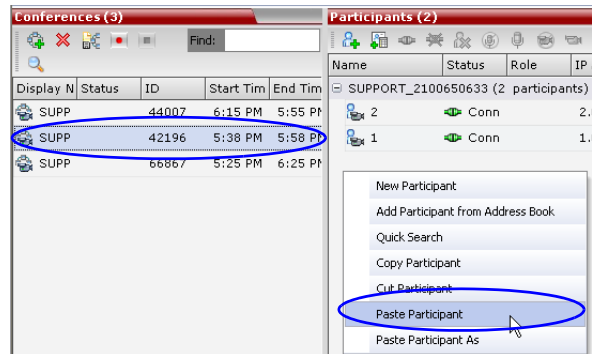 Conferences (3)
Find:
Display N Status ID Start Tim End Tim
SUPP 44007 6:15 PM 5:55 PM
SUPP 42196 5:38 PM 5:58 PM
SUPP 66867 5:25 PM 6:25 PM
Participants (2)
Name Status Role IP
SUPPORT_2100650633 (2 participants)
2 Conn 2.
1 Conn 1.
New Participant
Add Participant from Address Book
Quick Search
Copy Participant
Cut Participant
Paste Participant
Paste Participant As